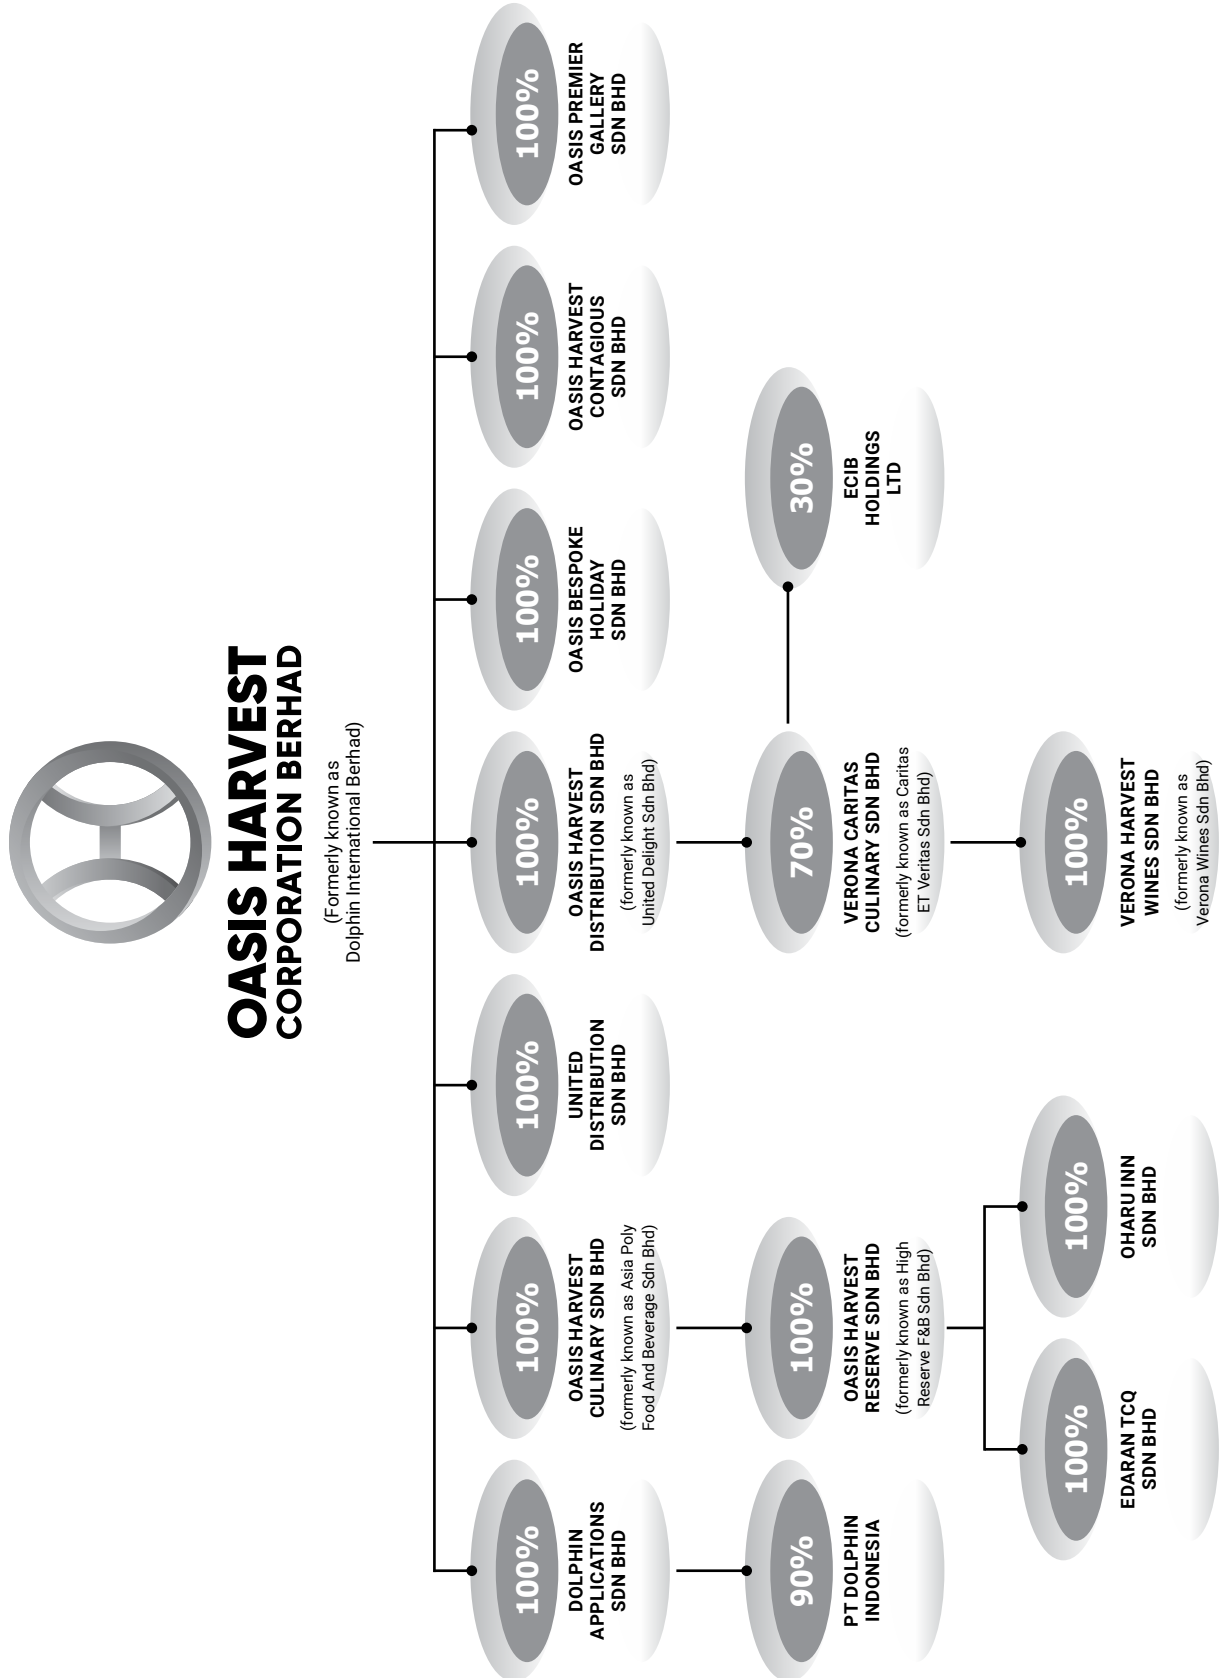 OASIS HARVEST
CORPORATION BERHAD
(Formerly known as
Dolphin International Berhad)
100%
DOLPHIN
APPLICATIONS
SDN BHD
100%
OASIS HARVEST
CULINARY SDN BHD
(formerly known as Asia Poly
Food And Beverage Sdn Bhd)
100%
UNITED
DISTRIBUTION
SDN BHD
100%
OASIS HARVEST
DISTRIBUTION SDN BHD
(formerly known as
United Delight Sdn Bhd)
100%
OASIS BESPOKE
HOLIDAY
SDN BHD
100%
OASIS HARVEST
CONTAGIOUS
SDN BHD
100%
OASIS PREMIER
GALLERY
SDN BHD
90%
PT DOLPHIN
INDONESIA
100%
OASIS HARVEST
RESERVE SDN BHD
(formerly known as High
Reserve F&B Sdn Bhd)
70%
VERONA CARITAS
CULINARY SDN BHD
(formerly known as Caritas
ET Veritas Sdn Bhd)
30%
ECIB
HOLDINGS
LTD
100%
EDARAN TCQ
SDN BHD
100%
OHARU INN
SDN BHD
100%
VERONA HARVEST
WINES SDN BHD
(formerly known as
Verona Wines Sdn Bhd)